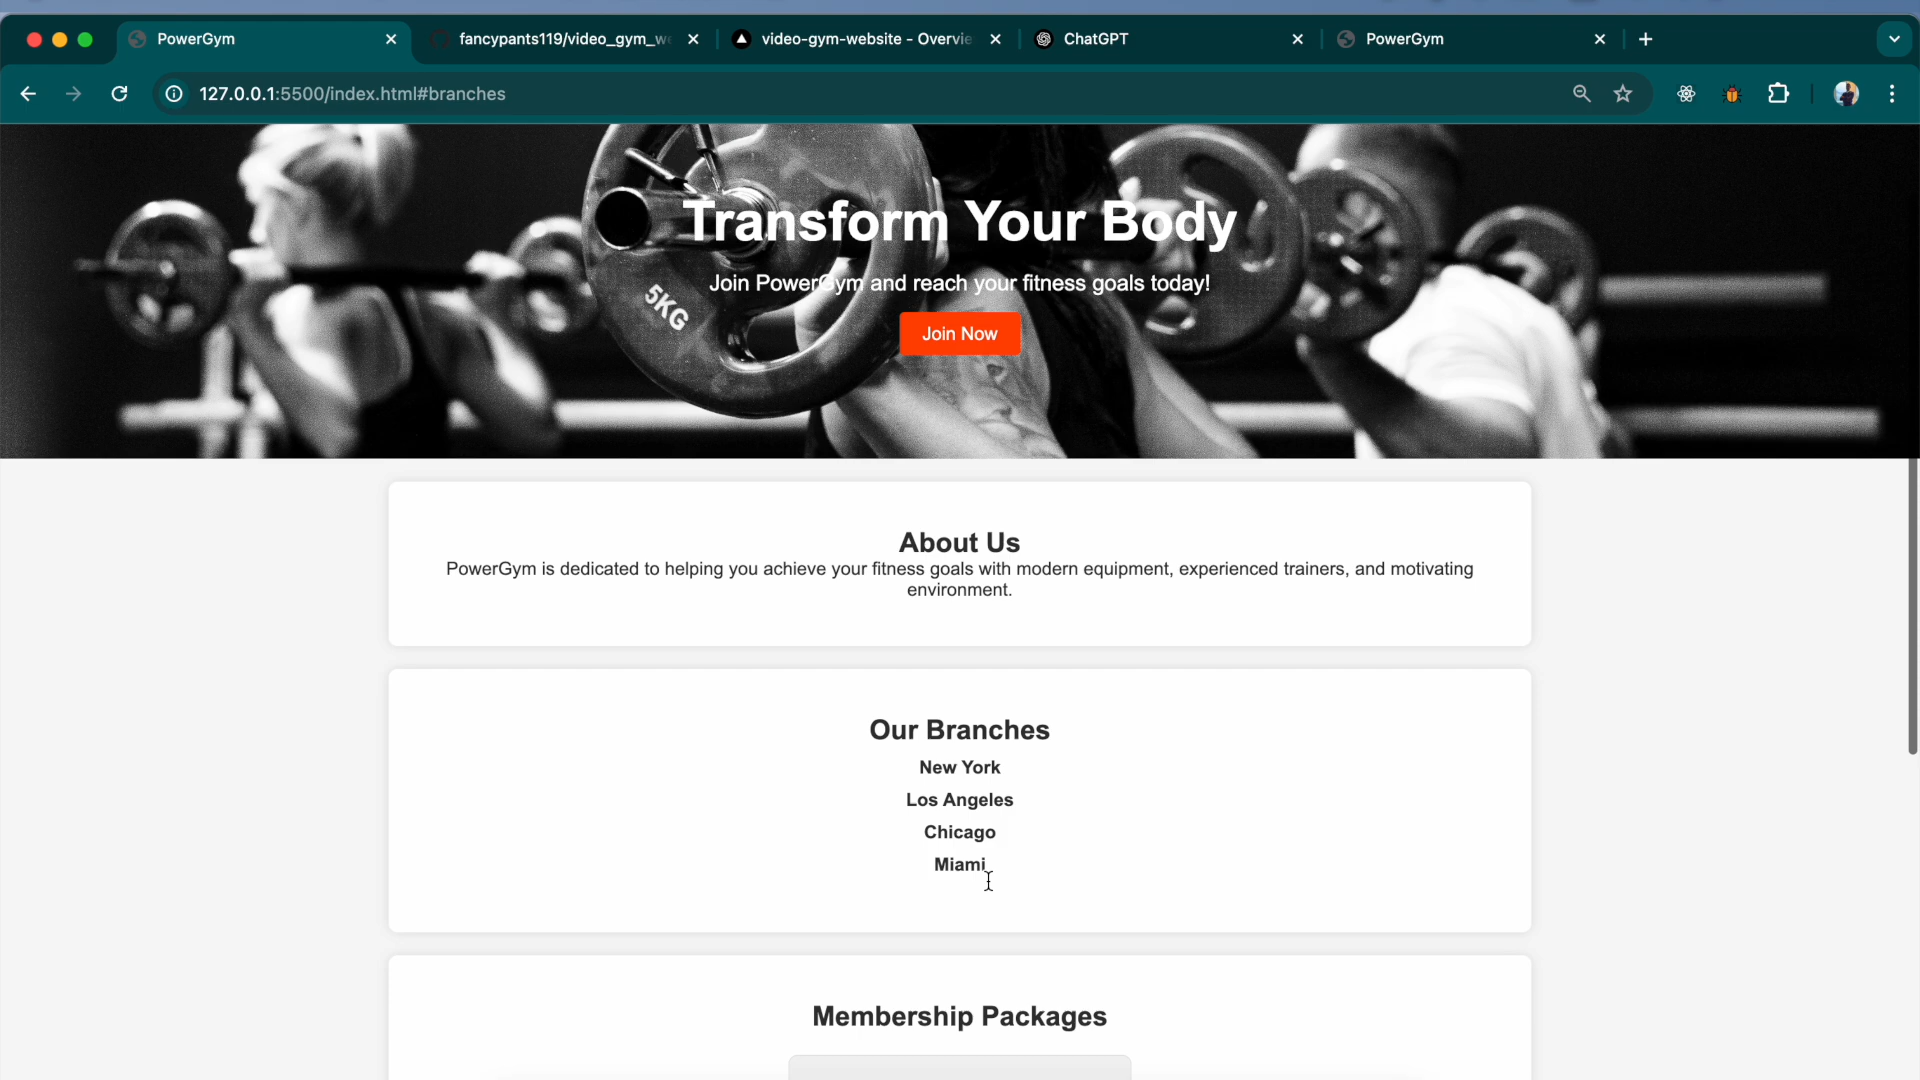 PowerGym
fancypants119/video_gym_w
video-gym-website - Overvie
ChatGPT
PowerGym
127.0.0.1:5500/index.html#branches
5KG
Transform Your Body
Join PowerGym and reach your fitness goals today!
Join Now
About Us
PowerGym is dedicated to helping you achieve your fitness goals with modern equipment, experienced trainers, and motivating
environment.
Our Branches
New York
Los Angeles
Chicago
Miami
Membership Packages